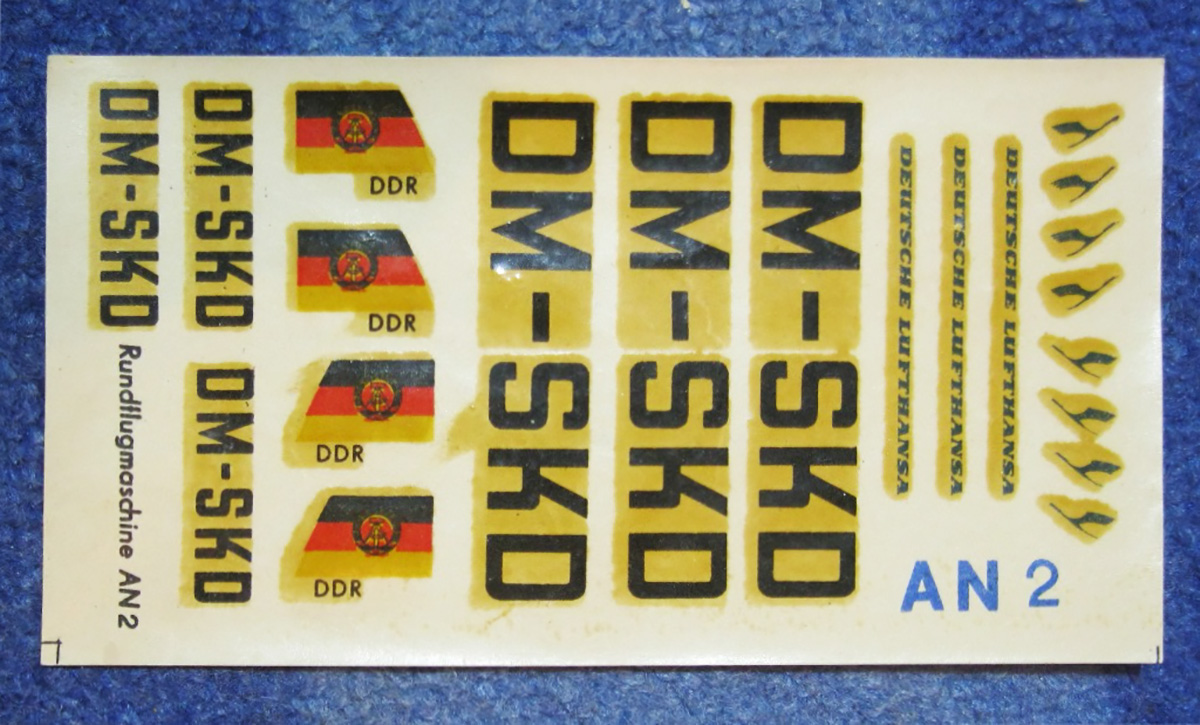 DM-SKD
DM-SKD
DM-SKD
Rundflugmaschine AN 2
DDR
DDR
DDR
DDR
DM-SKD
DM-SKD
DM-SKD
DEUTSCHE LUFTHANSA
DEUTSCHE LUFTHANSA
DEUTSCHE LUFTHANSA
AN 2